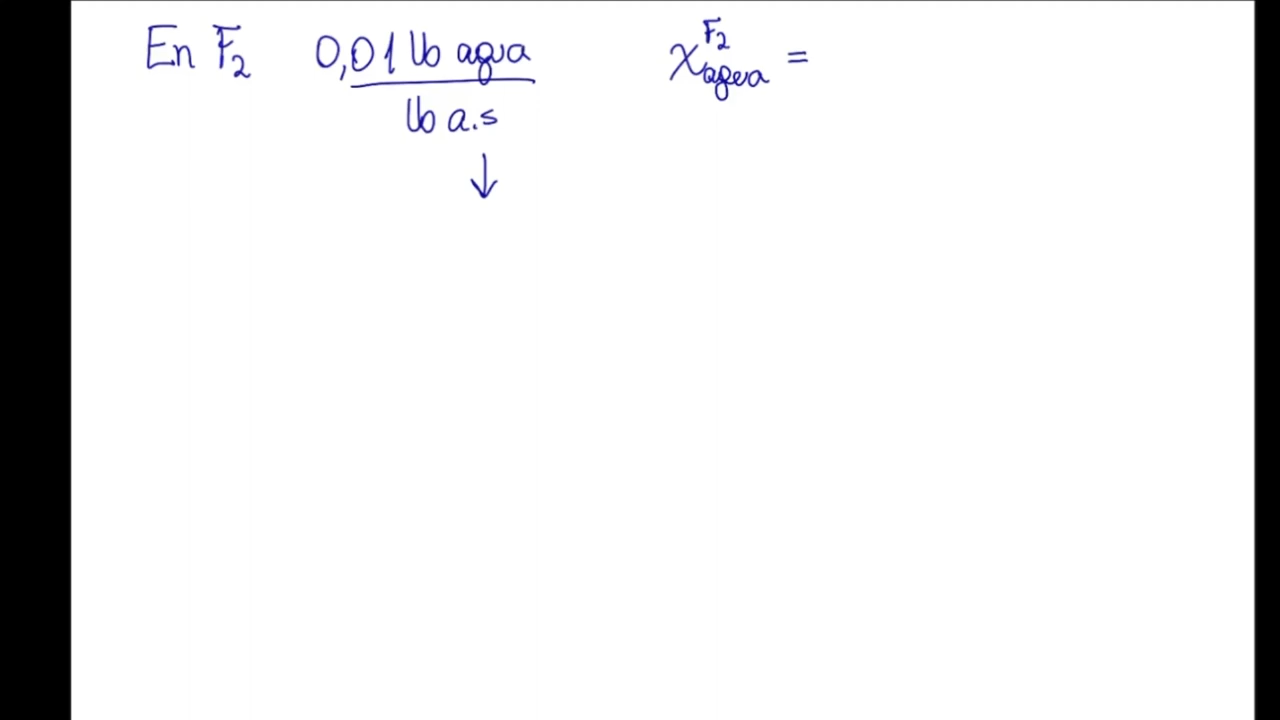 En F₂ 0,01 lb agua / lb a.s χ^F₂_agua =
↓